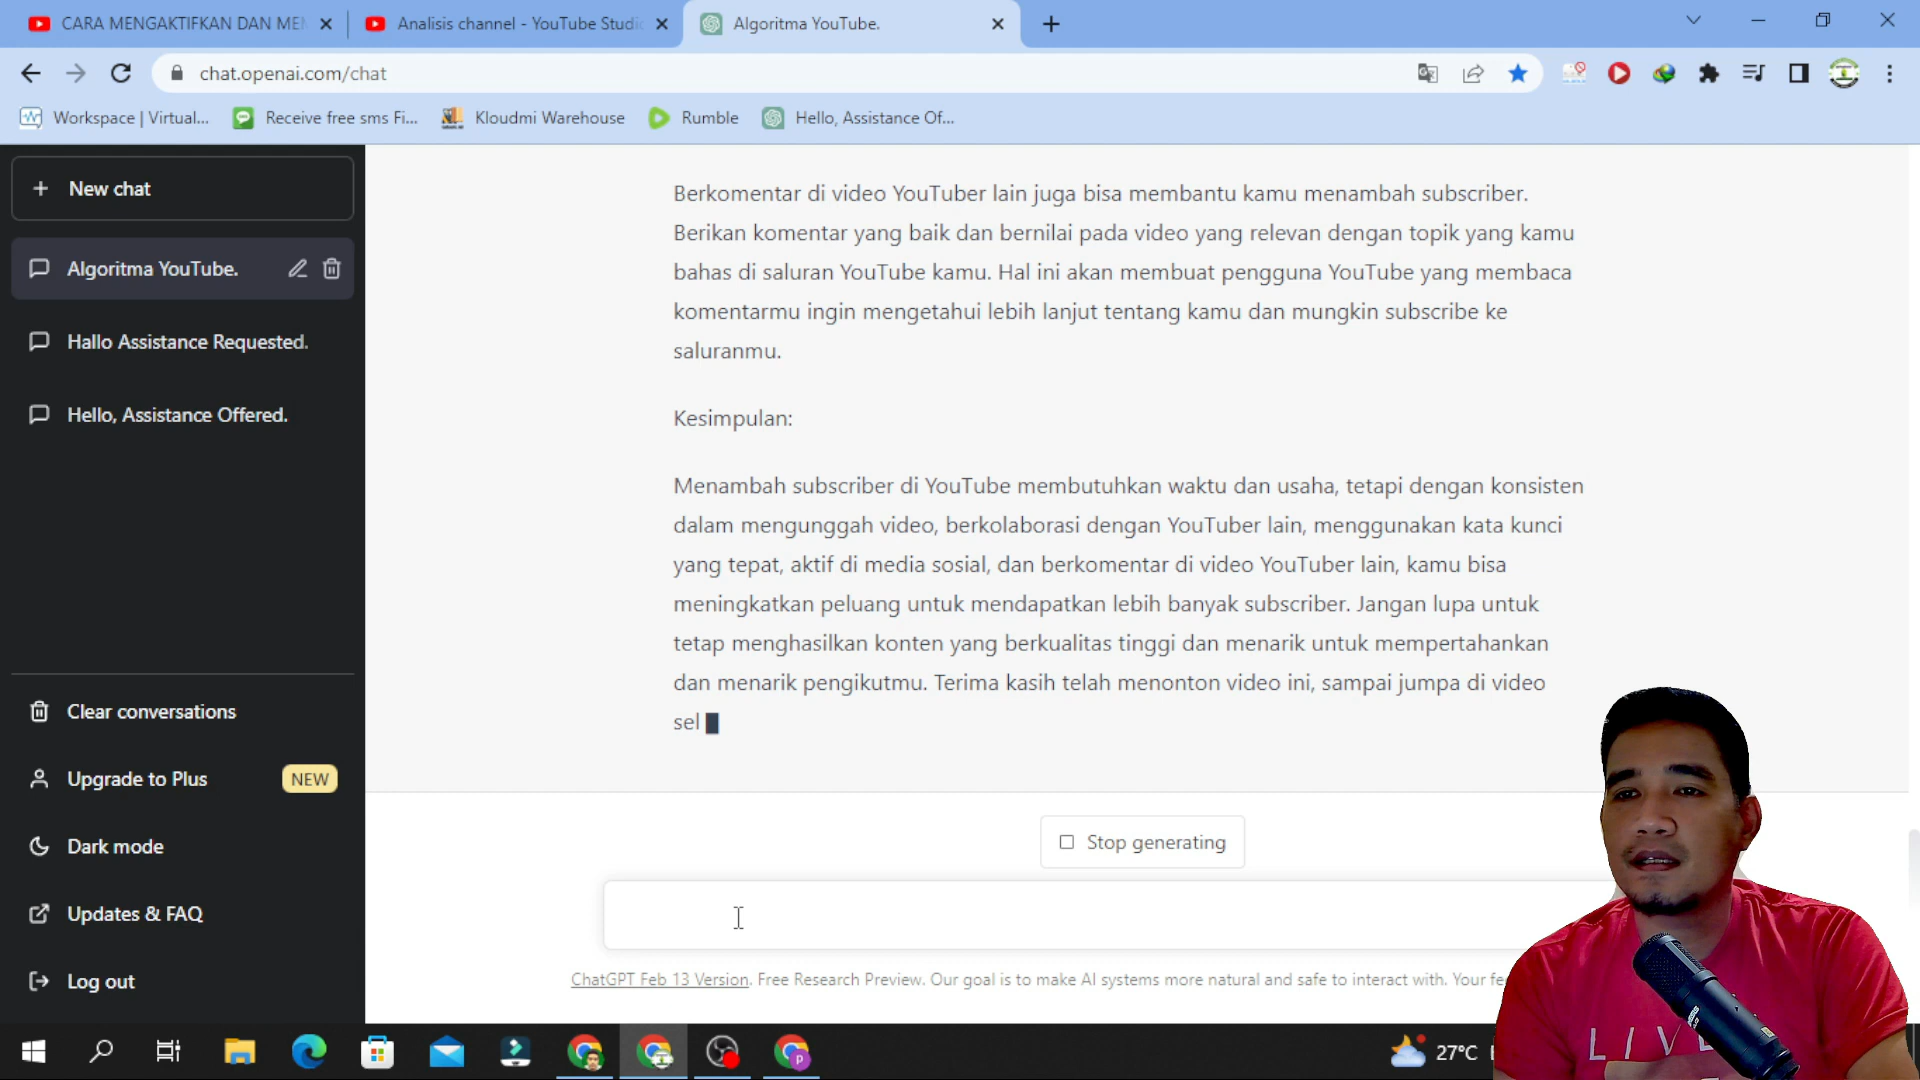 CARA MENGAKTIFKAN DAN MEN
Analisis channel - YouTube Studio
Algoritma YouTube.
chat.openai.com/chat
Workspace | Virtual...
Receive free sms Fi...
Kloudmi Warehouse
Rumble
Hello, Assistance Of...
New chat
Algoritma YouTube.
Hallo Assistance Requested.
Hello, Assistance Offered.
Clear conversations
Upgrade to Plus
NEW
Dark mode
Updates & FAQ
Log out
Berkomentar di video YouTuber lain juga bisa membantu kamu menambah subscriber.
Berikan komentar yang baik dan bernilai pada video yang relevan dengan topik yang kamu
bahas di saluran YouTube kamu. Hal ini akan membuat pengguna YouTube yang membaca
komentarmu ingin mengetahui lebih lanjut tentang kamu dan mungkin subscribe ke
saluranmu.
Kesimpulan:
Menambah subscriber di YouTube membutuhkan waktu dan usaha, tetapi dengan konsisten
dalam mengunggah video, berkolaborasi dengan YouTuber lain, menggunakan kata kunci
yang tepat, aktif di media sosial, dan berkomentar di video YouTuber lain, kamu bisa
meningkatkan peluang untuk mendapatkan lebih banyak subscriber. Jangan lupa untuk
tetap menghasilkan konten yang berkualitas tinggi dan menarik untuk mempertahankan
dan menarik pengikutmu. Terima kasih telah menonton video ini, sampai jumpa di video
sel
Stop generating
ChatGPT Feb 13 Version. Free Research Preview. Our goal is to make AI systems more natural and safe to interact with. Your fe
27°C
LIVE